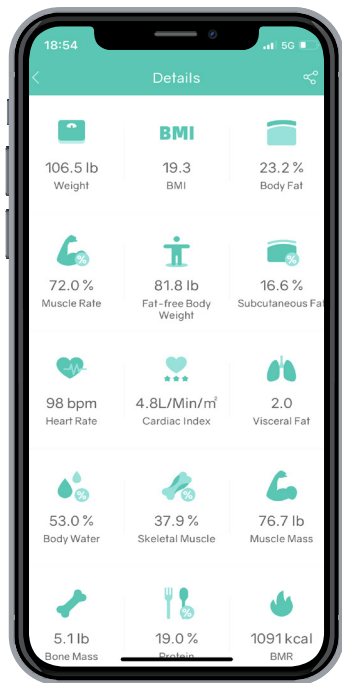 18:54
5G
Details
BMI
106.5 lb
19.3
23.2 %
Weight
BMI
Body Fat
%
%
72.0 %
81.8 lb
16.6 %
Muscle Rate
Fat-free Body
Weight
Subcutaneous Fat
98 bpm
4.8L/Min/㎡
2.0
Heart Rate
Cardiac Index
Visceral Fat
%
%
53.0 %
37.9 %
76.7 lb
Body Water
Skeletal Muscle
Muscle Mass
%
5.1 lb
19.0 %
1091 kcal
Bone Mass
Protein
BMR